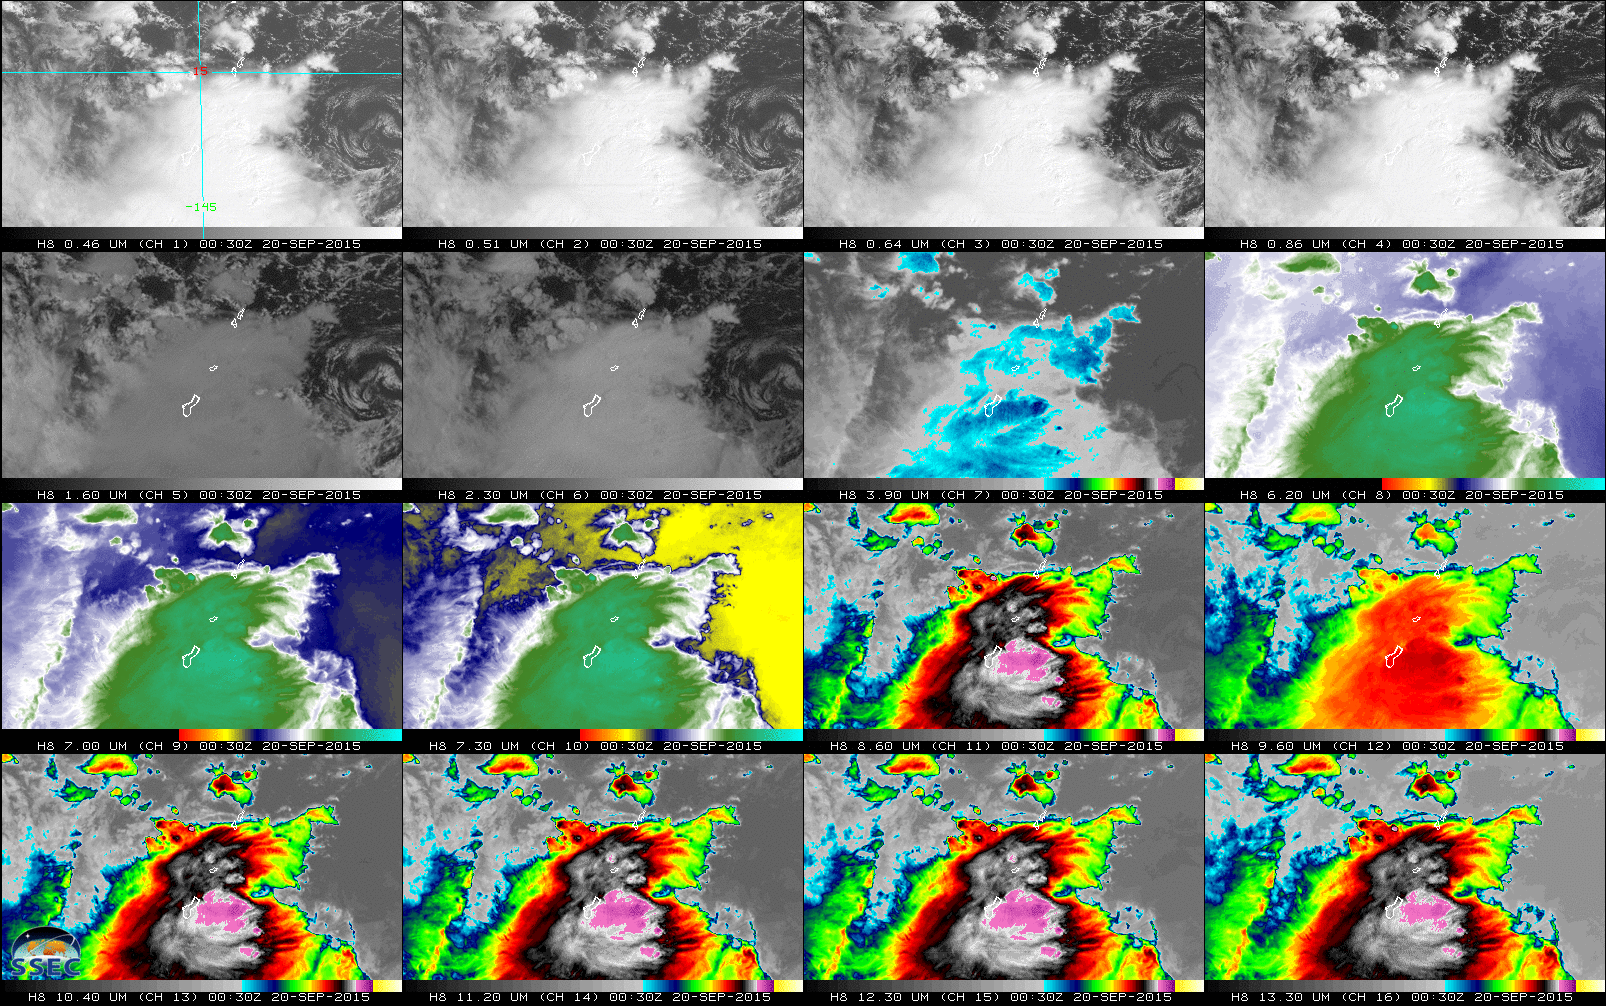 15
-145
H8 0.46 UM (CH 1) 00:30Z 20-SEP-2015
H8 0.51 UM (CH 2) 00:30Z 20-SEP-2015
H8 0.64 UM (CH 3) 00:30Z 20-SEP-2015
H8 0.86 UM (CH 4) 00:30Z 20-SEP-2015
H8 1.60 UM (CH 5) 00:30Z 20-SEP-2015
H8 2.30 UM (CH 6) 00:30Z 20-SEP-2015
H8 3.90 UM (CH 7) 00:30Z 20-SEP-2015
H8 6.20 UM (CH 8) 00:30Z 20-SEP-2015
H8 7.00 UM (CH 9) 00:30Z 20-SEP-2015
H8 7.30 UM (CH 10) 00:30Z 20-SEP-2015
H8 8.60 UM (CH 11) 00:30Z 20-SEP-2015
H8 9.60 UM (CH 12) 00:30Z 20-SEP-2015
SSEC
H8 10.40 UM (CH 13) 00:30Z 20-SEP-2015
H8 11.20 UM (CH 14) 00:30Z 20-SEP-2015
H8 12.30 UM (CH 15) 00:30Z 20-SEP-2015
H8 13.30 UM (CH 16) 00:30Z 20-SEP-2015